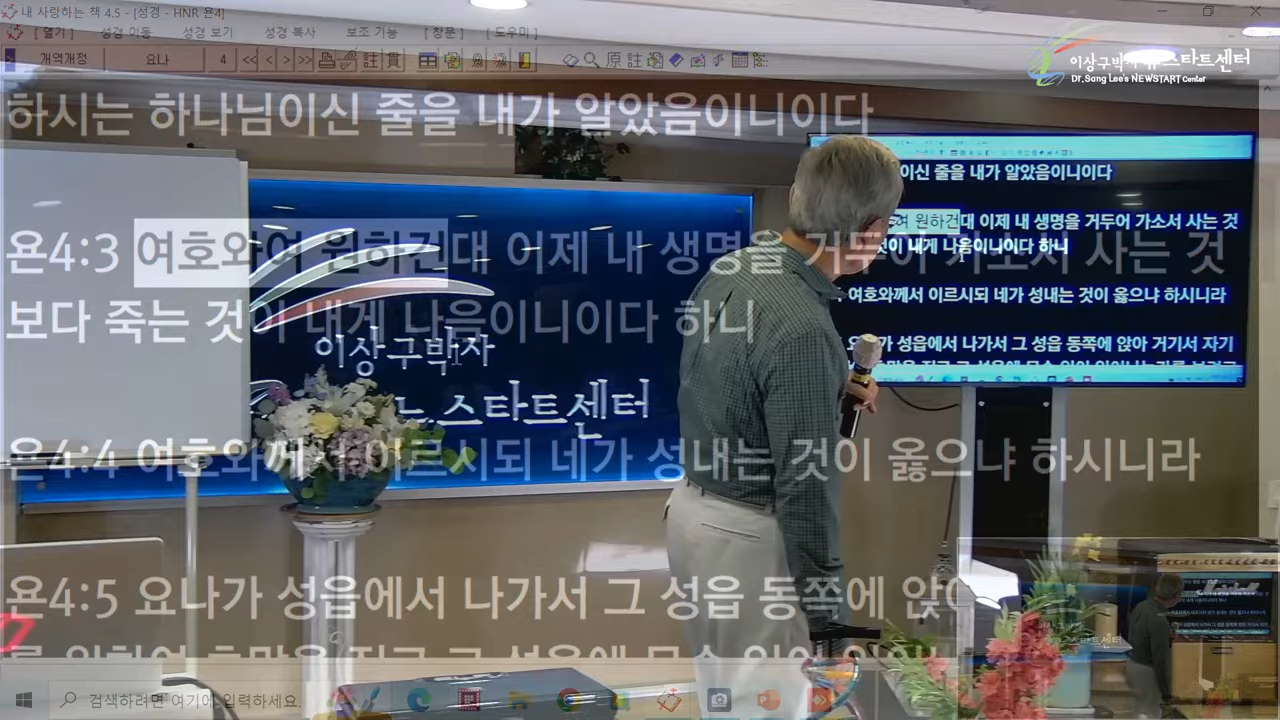 내 사랑하는 책 4.5 - [성경 - HNR 욘4]
[ 열기 ] 성경 이동 성경 보기 성경 복사 보조 기능 [ 창문 ] [ 도우미 ]
개역개정 요나 4 << < > >>
이상구박사 뉴스타트센터
Dr. Sang Lee's NEWSTART Center
하시는 하나님이신 줄을 내가 알았음이니이다
욘4:3 여호와여 원하건대 이제 내 생명을 거두어 가소서 사는 것
보다 죽는 것이 내게 나음이니이다 하니
욘4:4 여호와께서 이르시되 네가 성내는 것이 옳으냐 하시니라
욘4:5 요나가 성읍에서 나가서 그 성읍 동쪽에 앉아
이상구박사
뉴스타트센터
이신 줄을 내가 알았음이니이다
여 원하건대 이제 내 생명을 거두어 가소서 사는 것
것이 내게 나음이니이다 하니
여호와께서 이르시되 네가 성내는 것이 옳으냐 하시니라
요나가 성읍에서 나가서 그 성읍 동쪽에 앉아 거기서 자기
검색하려면 여기에 입력하세요.